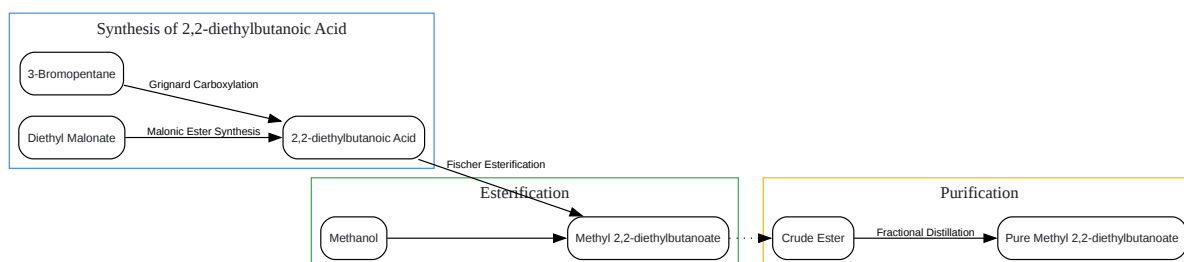 Synthesis of 2,2-diethylbutanoic Acid
3-Bromopentane
Grignard Carboxylation
Diethyl Malonate
Malonic Ester Synthesis
2,2-diethylbutanoic Acid
Fischer Esterification
Esterification
Methanol
Methyl 2,2-diethylbutanoate
Purification
Crude Ester
Fractional Distillation
Pure Methyl 2,2-diethylbutanoate